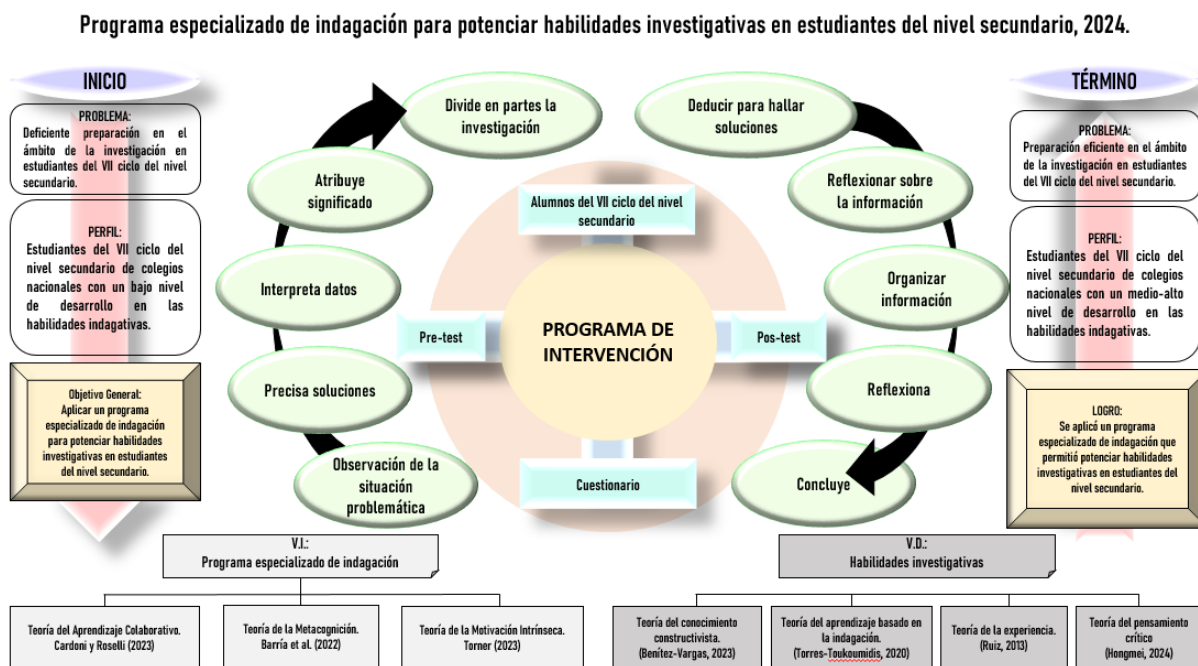 Programa especializado de indagación para potenciar habilidades investigativas en estudiantes del nivel secundario, 2024.
INICIO
PROBLEMA:
Deficiente preparación en el
ámbito de la investigación en
estudiantes del VII ciclo del nivel
secundario.
PERFIL:
Estudiantes del VII ciclo del
nivel secundario de colegios
nacionales con un bajo nivel
de desarrollo en las
habilidades indagativas.
Objetivo General:
Aplicar un programa
especializado de indagación
para potenciar habilidades
investigativas en estudiantes
del nivel secundario.
Divide en partes la
investigación
Atribuye
significado
Interpreta datos
Precisa soluciones
Observación de la
situación
problemática
Alumnos del VII ciclo del nivel
secundario
Pre-test
PROGRAMA DE
INTERVENCIÓN
Pos-test
Cuestionario
Deducir para hallar
soluciones
Reflexionar sobre
la información
Organizar
información
Reflexiona
Concluye
TÉRMINO
PROBLEMA:
Preparación eficiente en el ámbito
de la investigación en estudiantes
del VII ciclo del nivel secundario.
PERFIL:
Estudiantes del VII ciclo del
nivel secundario de colegios
nacionales con un medio-alto
nivel de desarrollo en las
habilidades indagativas.
LOGRO:
Se aplicó un programa
especializado de indagación que
permitió potenciar habilidades
investigativas en estudiantes del
nivel secundario.
V.I.:
Programa especializado de indagación
Teoría del Aprendizaje Colaborativo.
Cardoni y Roselli (2023)
Teoría de la Metacognición.
Barría et al. (2022)
Teoría de la Motivación Intrínseca.
Torner (2023)
V.D.:
Habilidades investigativas
Teoría del conocimiento
constructivista.
(Benítez-Vargas, 2023)
Teoría del aprendizaje basado en
la indagación.
(Torres-Toukoumidis, 2020)
Teoría de la experiencia.
(Ruiz, 2013)
Teoría del pensamiento
crítico
(Hongmei, 2024)